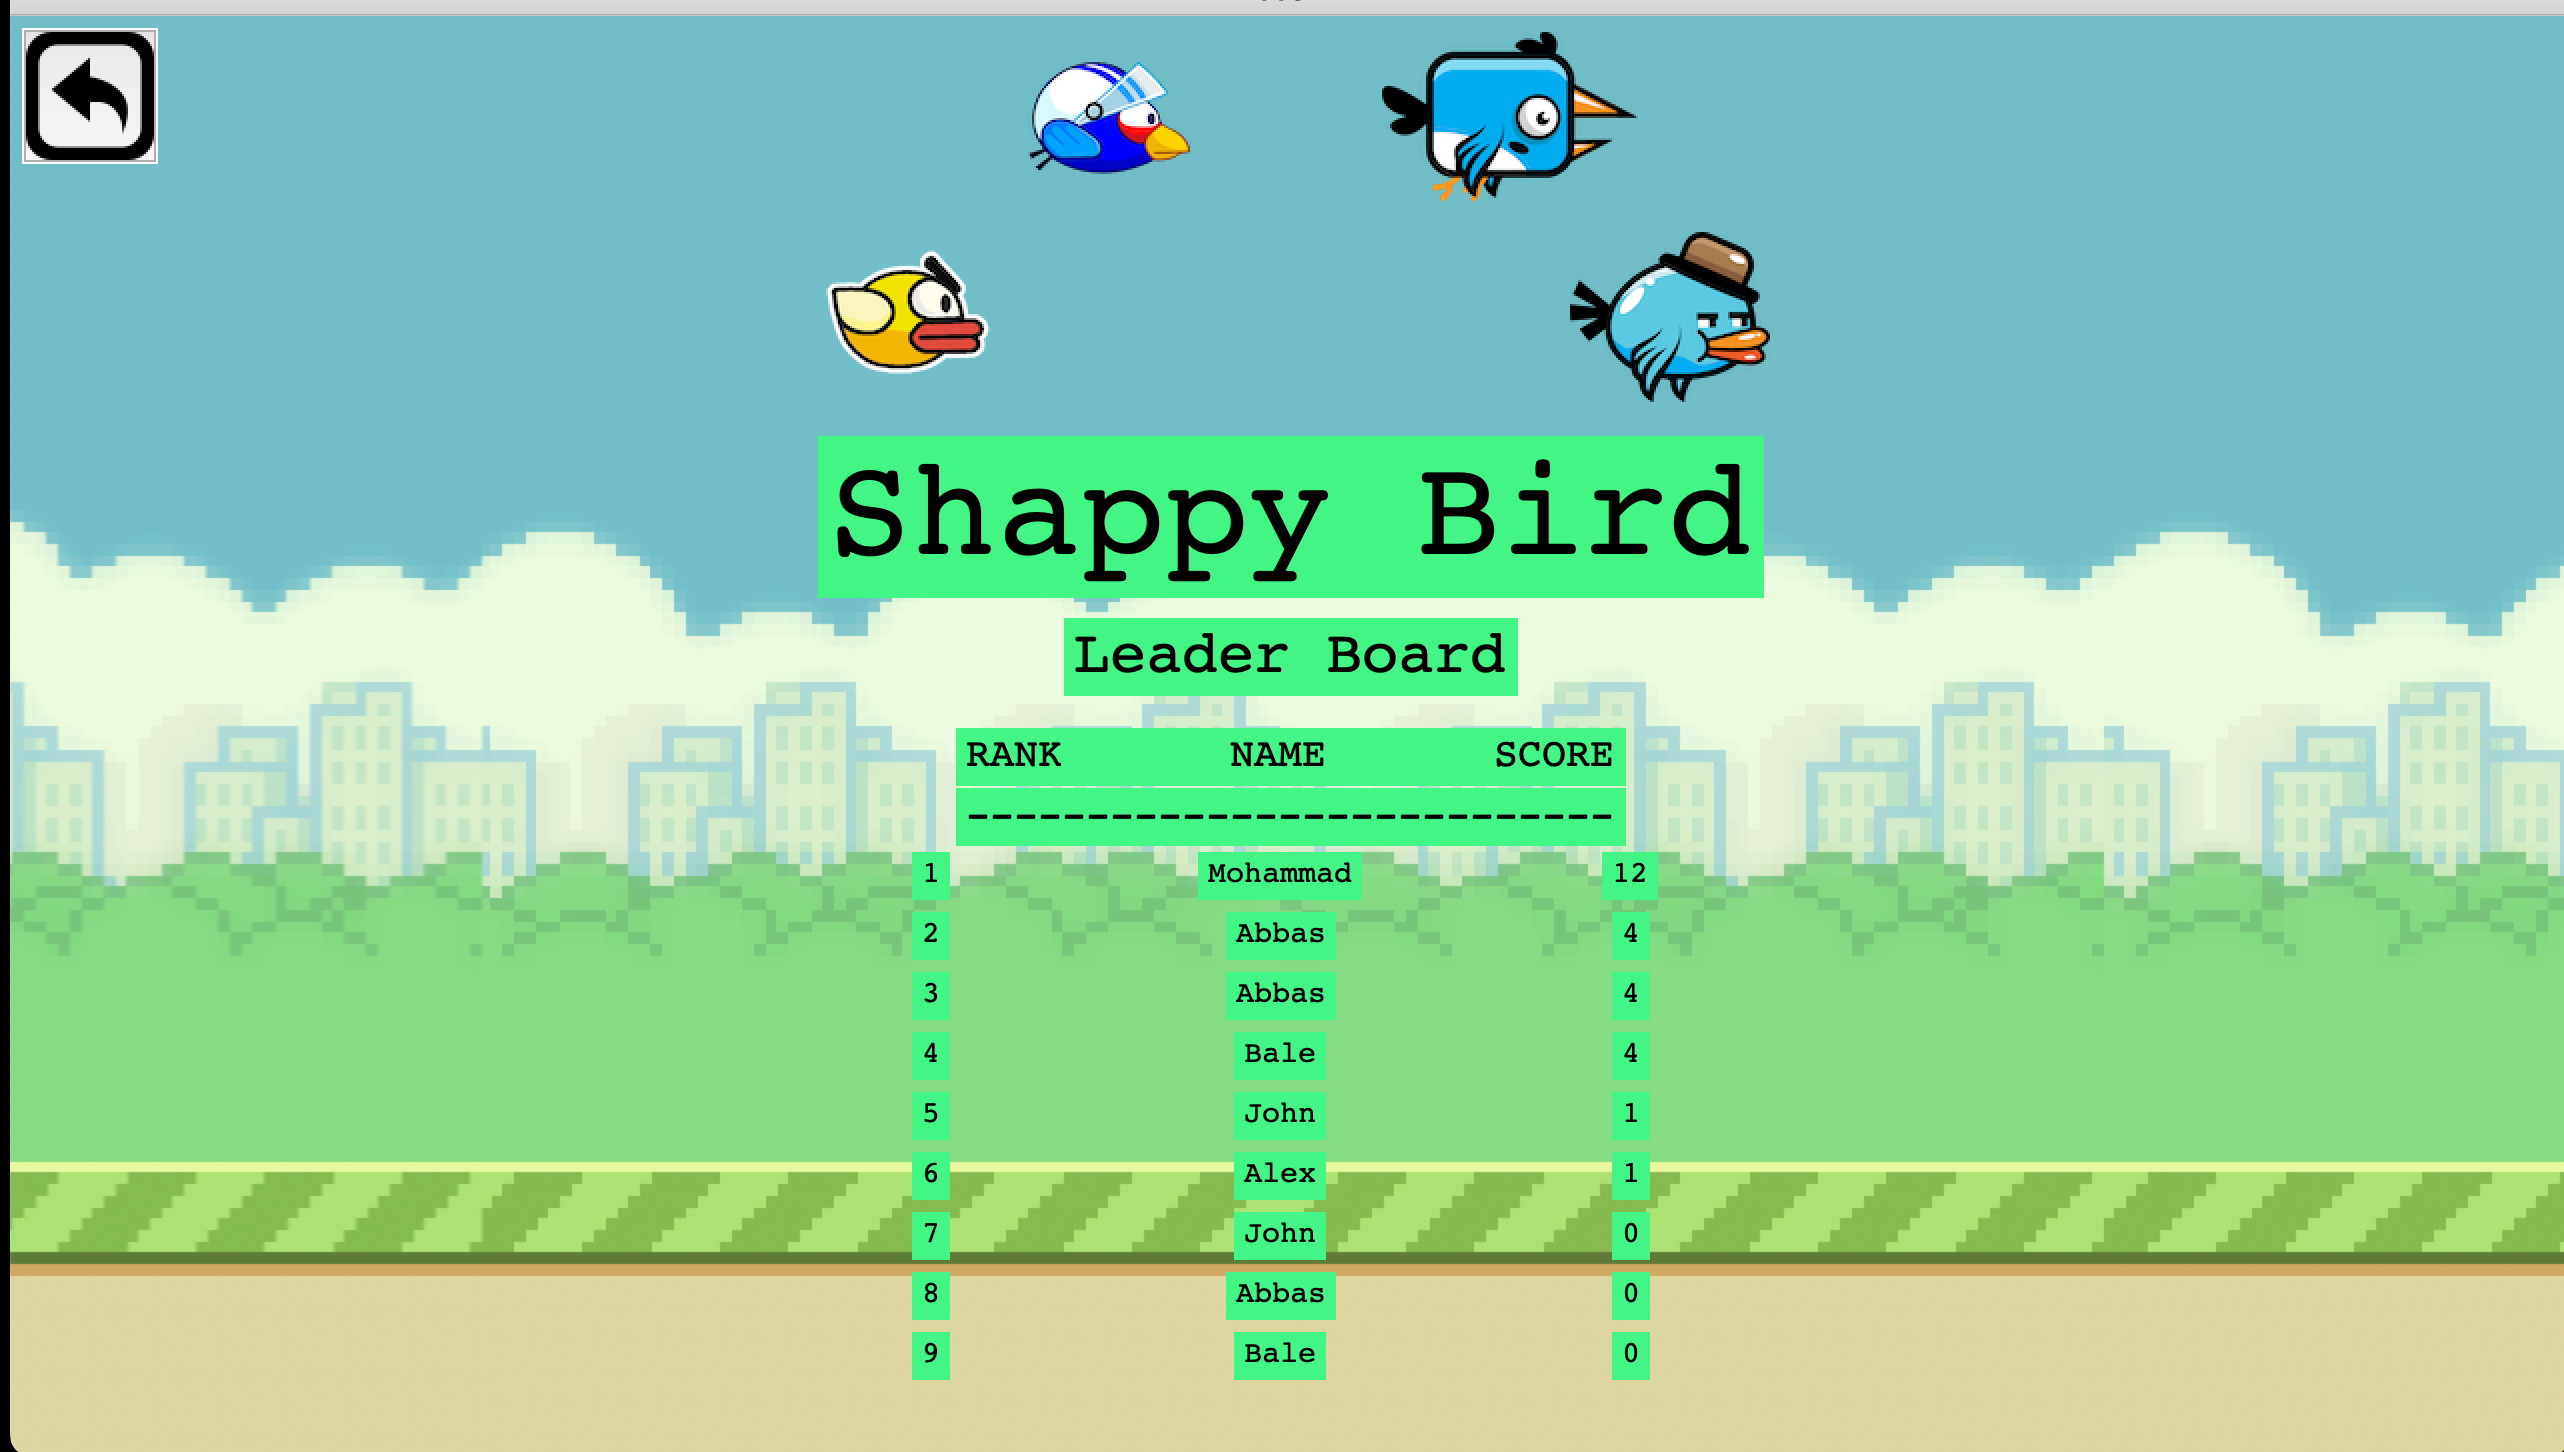 Shappy Bird
Leader Board
RANK NAME SCORE
---------------------------
1 Mohammad 12
2 Abbas 4
3 Abbas 4
4 Bale 4
5 John 1
6 Alex 1
7 John 0
8 Abbas 0
9 Bale 0